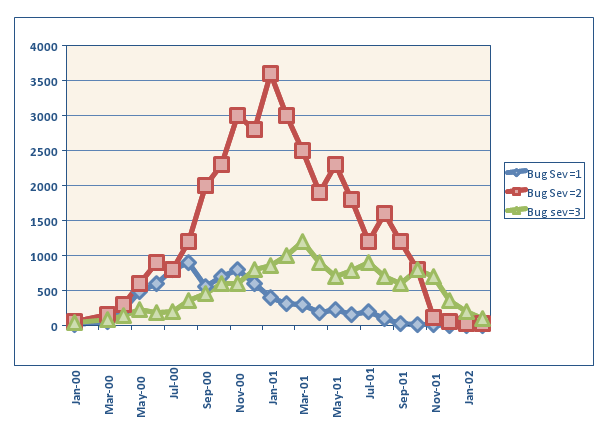 4000
3500
3000
2500
2000
1500
1000
500
0
Bug Sev=1
Bug Sev=2
Bug sev=3
Jan-00
Mar-00
May-00
Jul-00
Sep-00
Nov-00
Jan-01
Mar-01
May-01
Jul-01
Sep-01
Nov-01
Jan-02